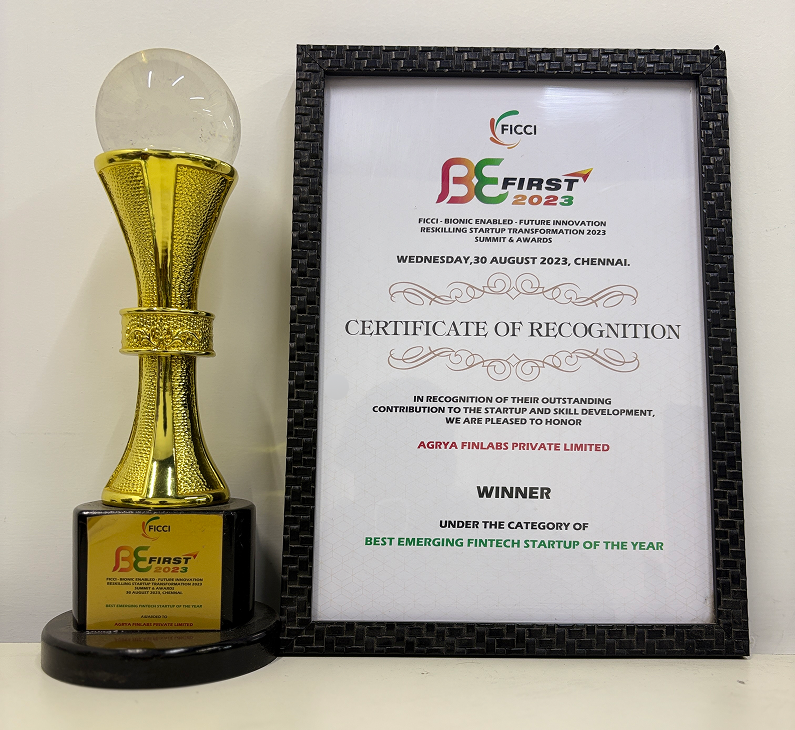 FICCI
BE FIRST
2023
FICCI - BIONIC ENABLED - FUTURE INNOVATION
RESKILLING STARTUP TRANSFORMATION 2023
SUMMIT & AWARDS
WEDNESDAY,30 AUGUST 2023, CHENNAI.
CERTIFICATE OF RECOGNITION
IN RECOGNITION OF THEIR OUTSTANDING
CONTRIBUTION TO THE STARTUP AND SKILL DEVELOPMENT,
WE ARE PLEASED TO HONOR
AGRYA FINLABS PRIVATE LIMITED
WINNER
UNDER THE CATEGORY OF
BEST EMERGING FINTECH STARTUP OF THE YEAR
FICCI
BE FIRST
2023
FICCI - BIONIC ENABLED - FUTURE INNOVATION
RESKILLING STARTUP TRANSFORMATION 2023
SUMMIT & AWARDS
30 AUGUST 2023, CHENNAI.
BEST EMERGING FINTECH STARTUP OF THE YEAR
AWARDED TO
AGRYA FINLABS PRIVATE LIMITED